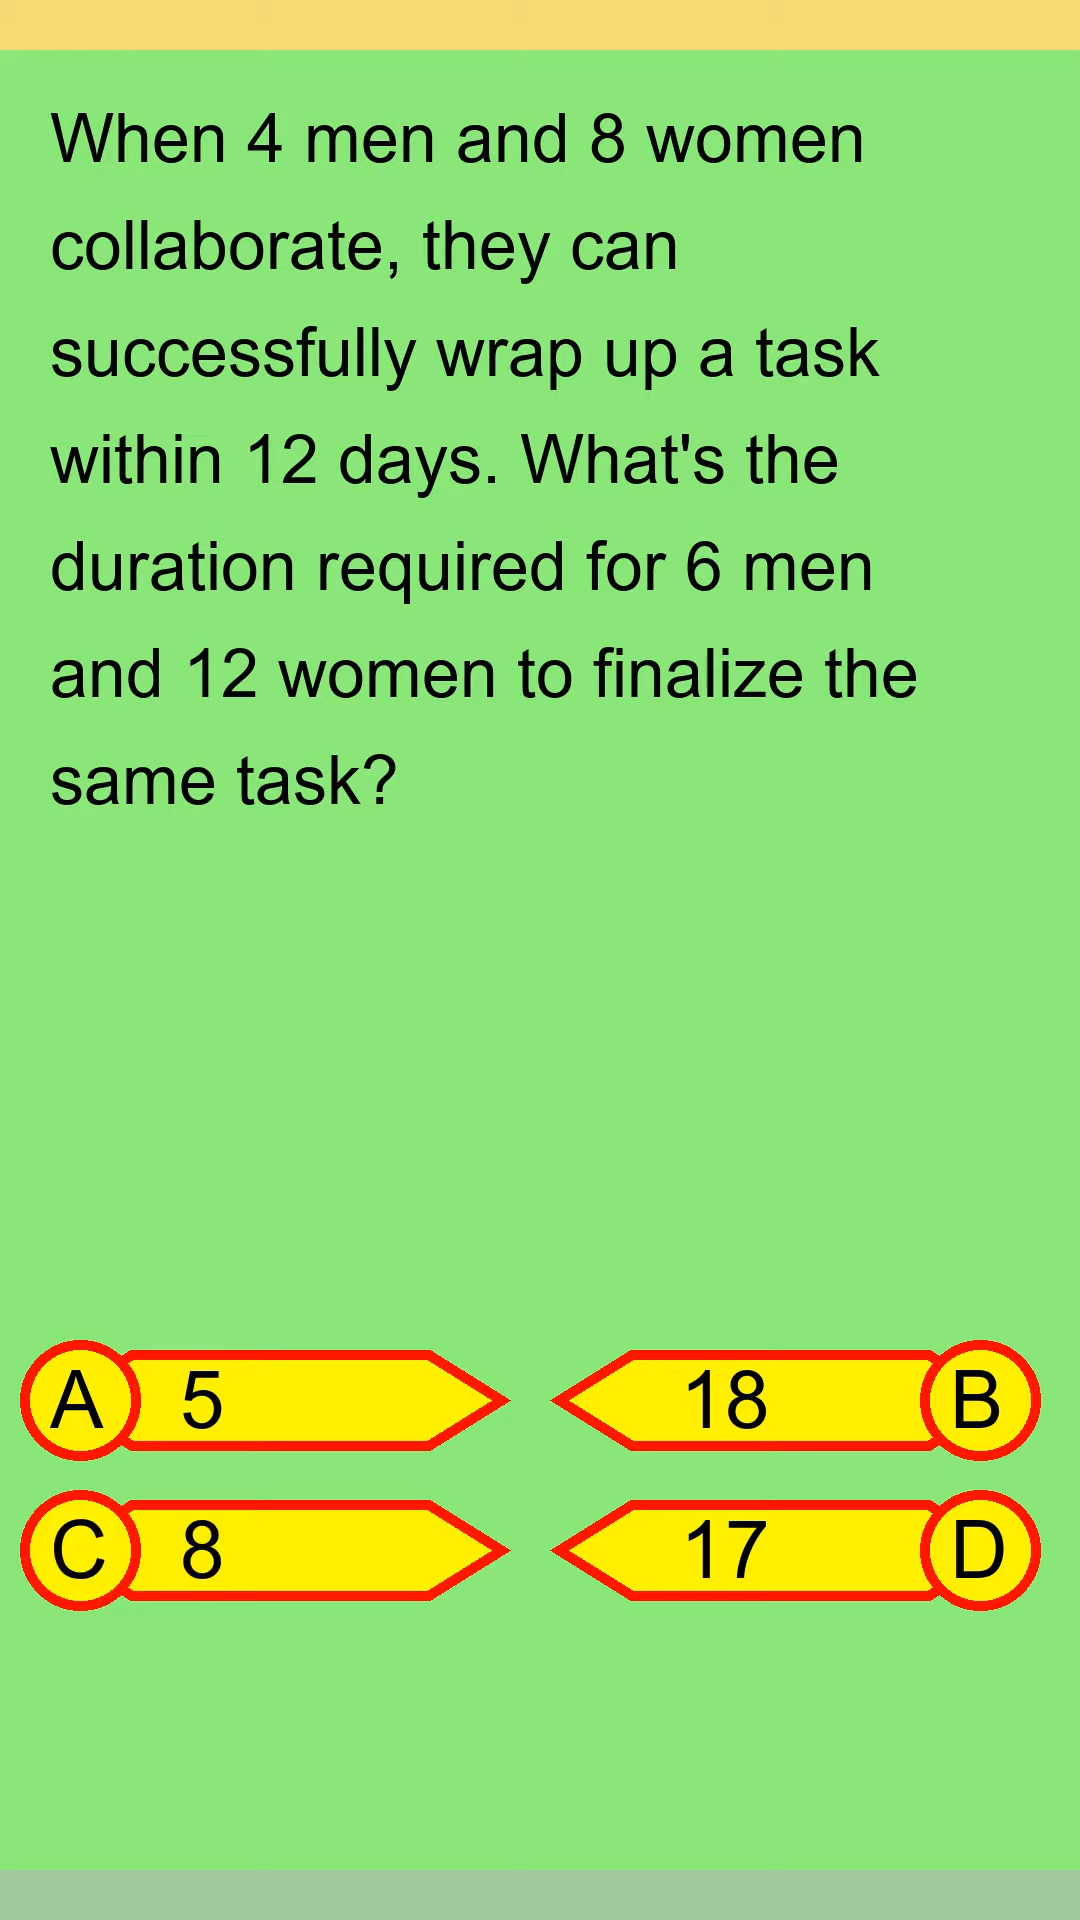 When 4 men and 8 women
collaborate, they can
successfully wrap up a task
within 12 days. What's the
duration required for 6 men
and 12 women to finalize the
same task?
A 5 18 B
C 8 17 D